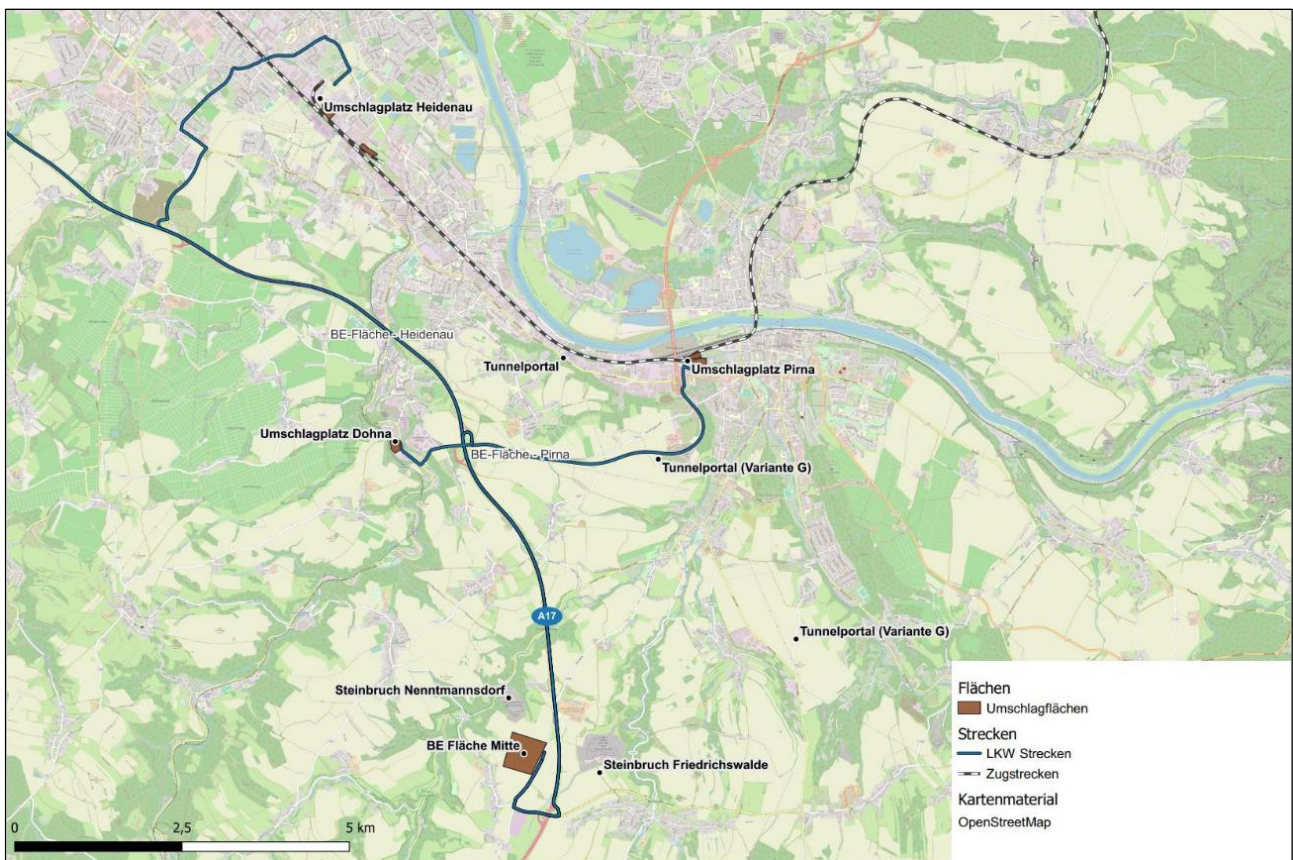 Umschlagplatz Heidenau
BE-Fläche - Heidenau
Tunnelportal
Umschlagplatz Pirna
Umschlagplatz Dohna
BE-Fläche - Pirna
Tunnelportal (Variante G)
A17
Tunnelportal (Variante G)
Steinbruch Nenntmannsdorf
BE Fläche Mitte
Steinbruch Friedrichswalde
Flächen
Umschlagflächen
Strecken
LKW Strecken
Zugstrecken
Kartenmaterial
OpenStreetMap
0 2,5 5 km